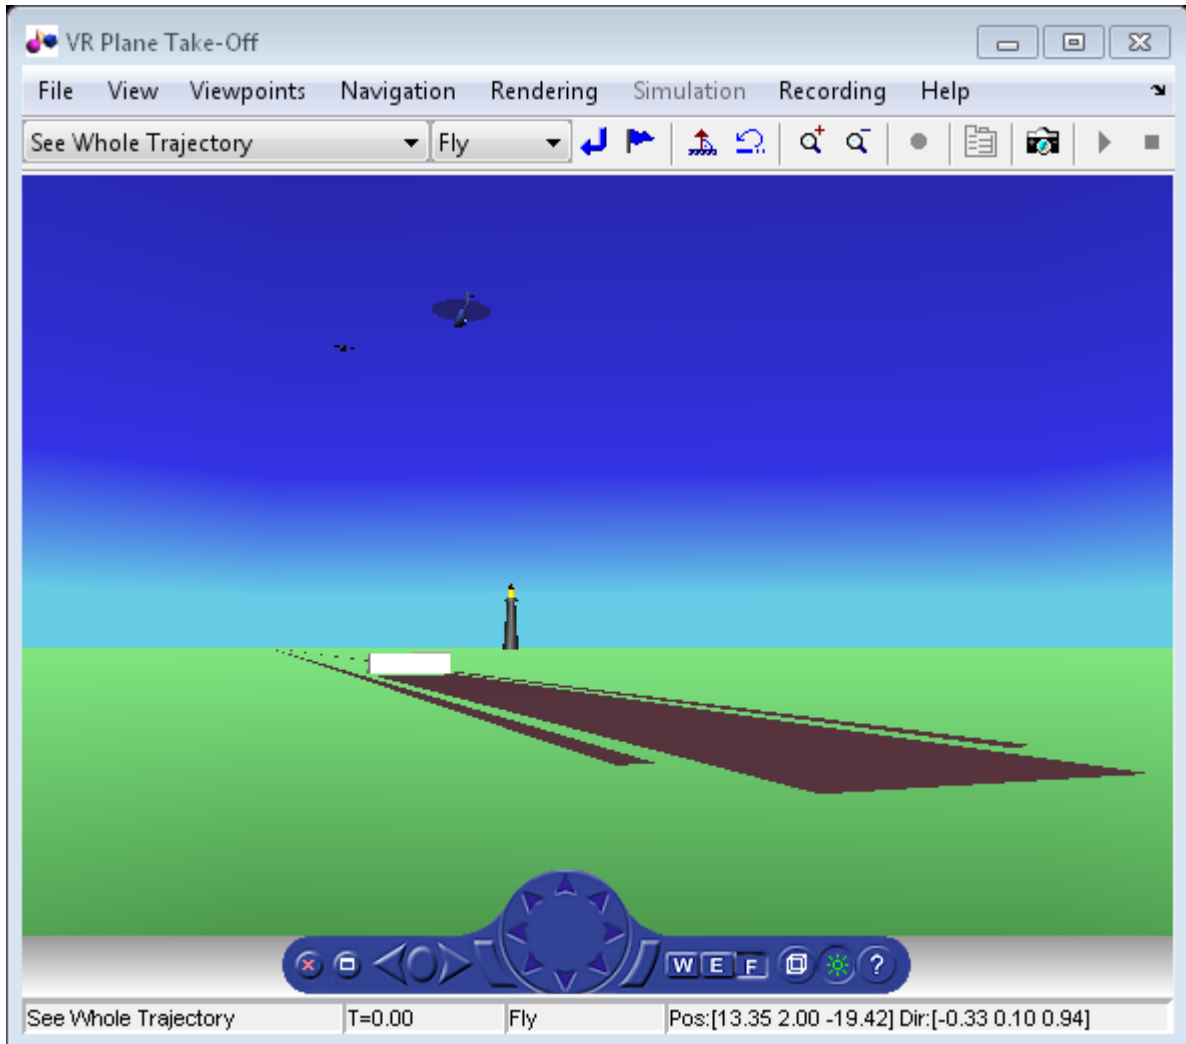 VR Plane Take-Off
File View Viewpoints Navigation Rendering Simulation Recording Help
See Whole Trajectory Fly
W E F ?
See Whole Trajectory T=0.00 Fly Pos:[13.35 2.00 -19.42] Dir:[-0.33 0.10 0.94]